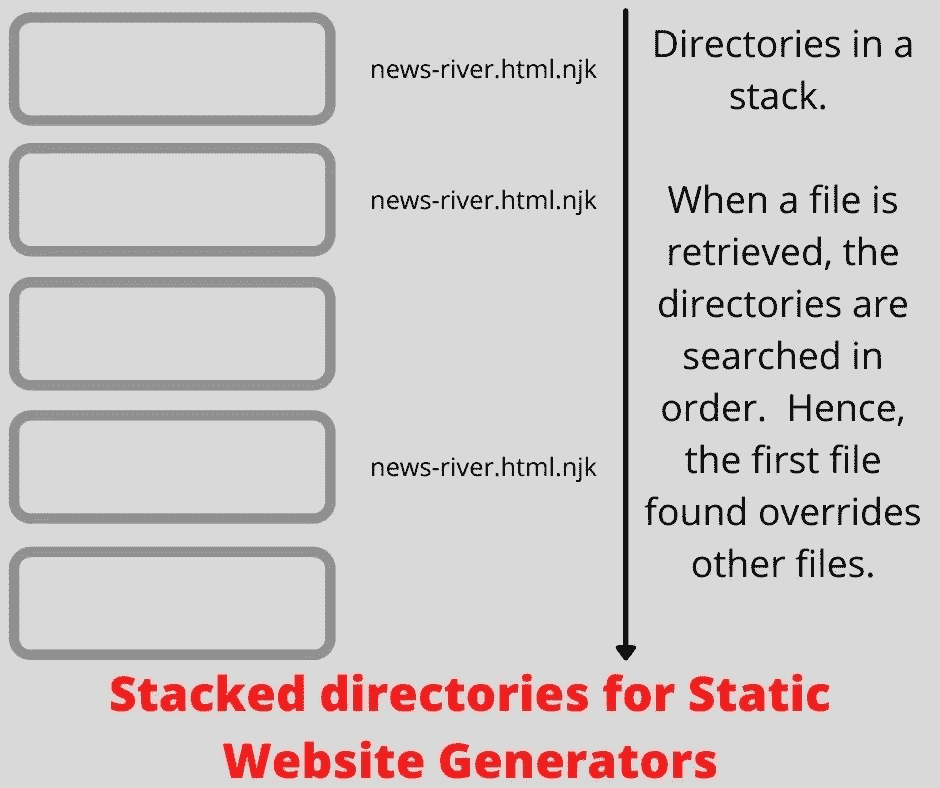 news-river.html.njk
news-river.html.njk
news-river.html.njk
Directories in a
stack.
When a file is
retrieved, the
directories are
searched in
order.  Hence,
the first file
found overrides
other files.
Stacked directories for Static
Website Generators